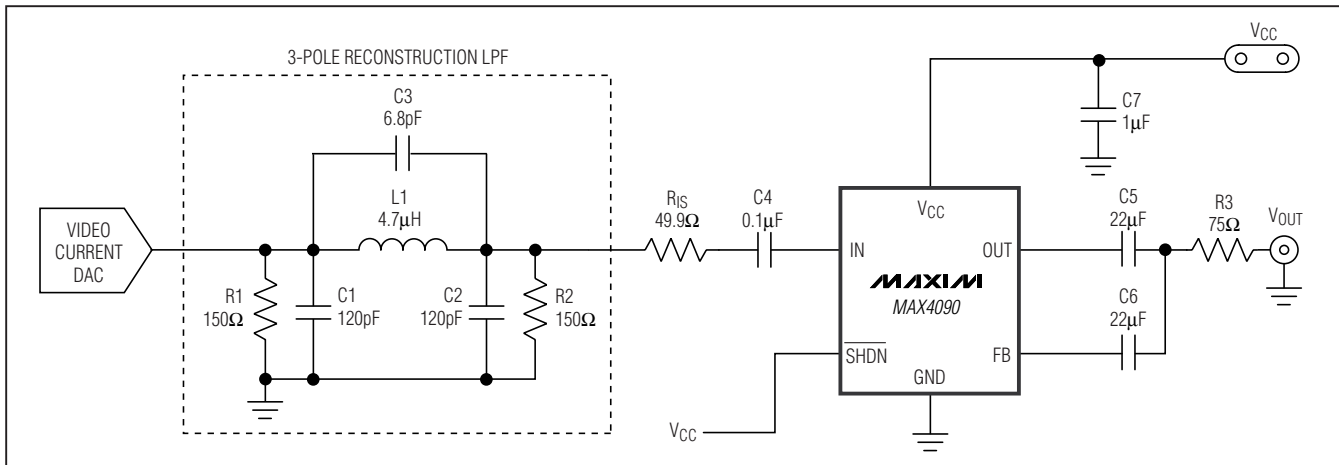 3-POLE RECONSTRUCTION LPF
C3
6.8pF
L1
4.7μH
VIDEO
CURRENT
DAC
R1
150Ω
C1
120pF
C2
120pF
R2
150Ω
RIS
49.9Ω
C4
0.1μF
VCC
C7
1μF
VCC
IN
OUT
MAXIM
MAX4090
SHDN
FB
GND
VCC
C5
22μF
C6
22μF
R3
75Ω
VOUT